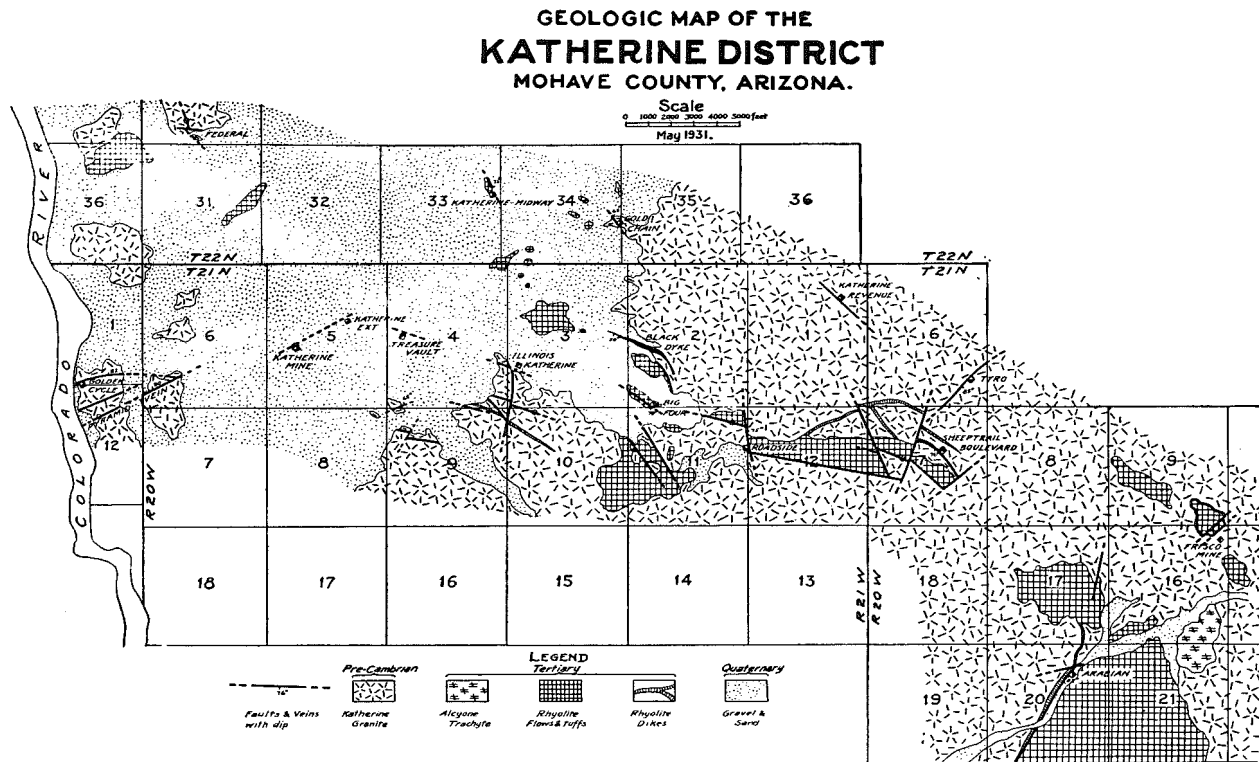 GEOLOGIC MAP OF THE
KATHERINE DISTRICT
MOHAVE COUNTY, ARIZONA.
Scale
0 1000 2000 3000 4000 5000 feet
May 1931.
FEDERAL
36 31 32 33 KATHERINE-MIDWAY 34 35 36
GOLD
CHAIN
RIVER
T22N T22N
T21N T21N
KATHERINE
REVENUE
1 6 5 4 3 2 6
KATHERINE
EXT
KATHERINE
MINE
TREASURE
VAULT
BLACK
DYKE
ILLINOIS
KATHERINE
TYRO
GOLDEN
BIG
FOUR
COLORADO
ROADSIDE
SHEEPTRAIL
BOULEVARD
12 7 8 9 10 11 12 8 9
R20W
FRISCO
MINE
18 17 16 15 14 13 18 17 16
R21W
R20W
ARABIAN
19 20 21
LEGEND
Pre-Cambrian Tertiary Quaternary
Faults & Veins
with dip
Katherine
Granite
Alcyone
Trachyte
Rhyolite
Flows & Tuffs
Rhyolite
Dikes
Gravel &
Sand